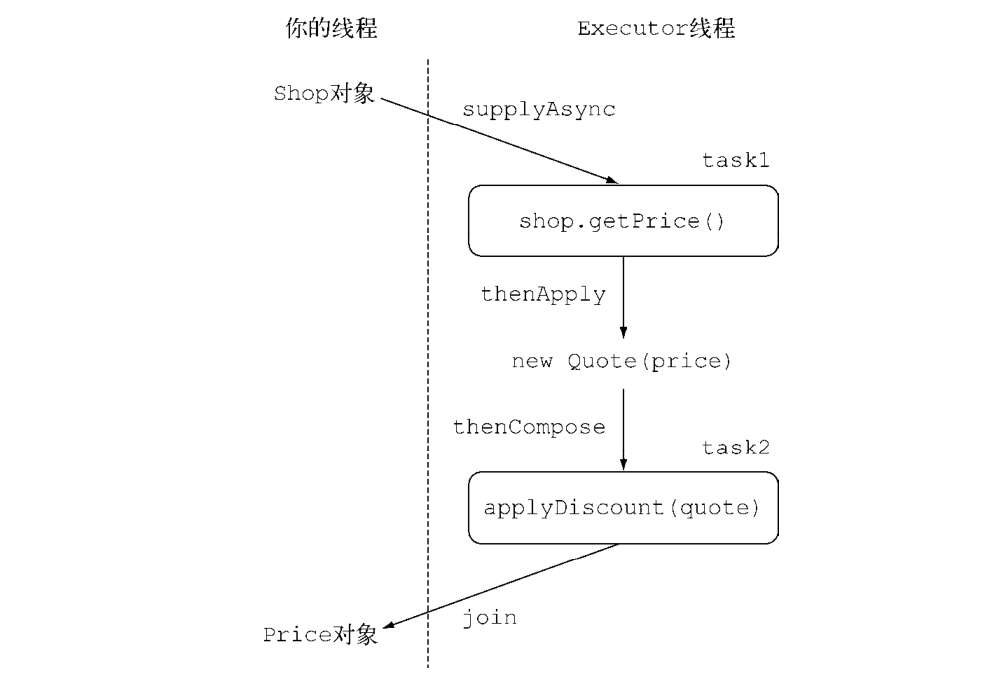 你的线程
Executor线程
Shop对象
supplyAsync
task1
shop.getPrice()
thenApply
new Quote(price)
thenCompose
task2
applyDiscount(quote)
join
Price对象